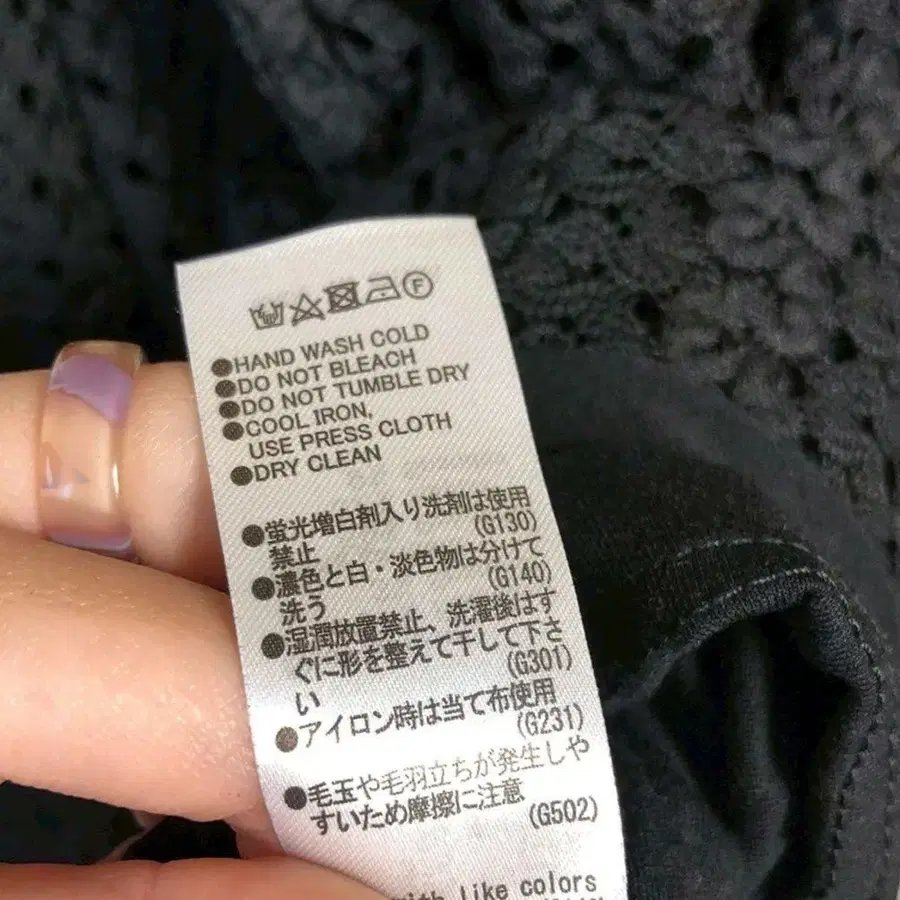 F
●HAND WASH COLD
●DO NOT BLEACH
●DO NOT TUMBLE DRY
●COOL IRON,
USE PRESS CLOTH
●DRY CLEAN
●蛍光増白剤入り洗剤は使用
禁止 (G130)
●濃色と白・淡色物は分けて
洗う (G140)
●湿潤放置禁止、洗濯後はす
ぐに形を整えて干して下さ
い (G301)
●アイロン時は当て布使用
(G231)
●毛玉や毛羽立ちが発生しや
すいため摩擦に注意
(G502)
with like colors